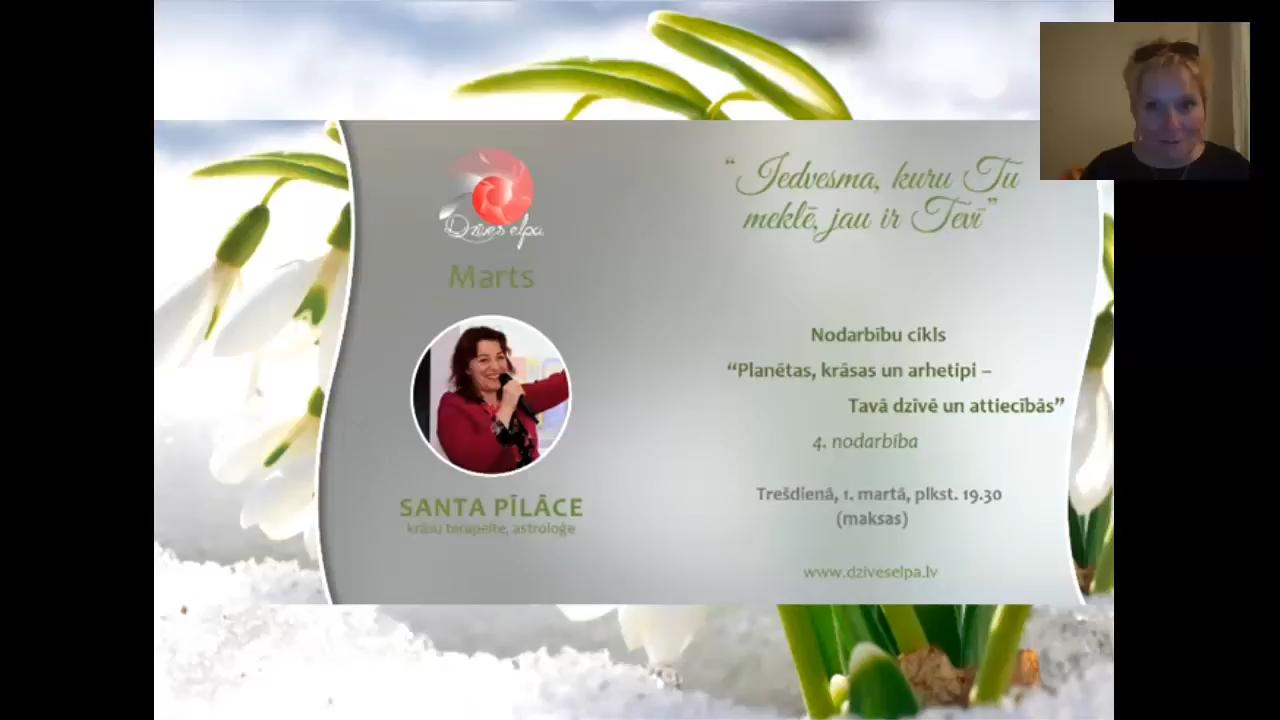 Dzīves elpa
Marts
SANTA PĪLĀCE
krāsu terapeite, astroloģe
“Iedvesma, kuru Tu
meklē, jau ir Tevī”
Nodarbību cikls
“Planētas, krāsas un arhetipi –
Tavā dzīvē un attiecībās”
4. nodarbība
Trešdienā, 1. martā, plkst. 19.30
(maksas)
www.dziveselpa.lv